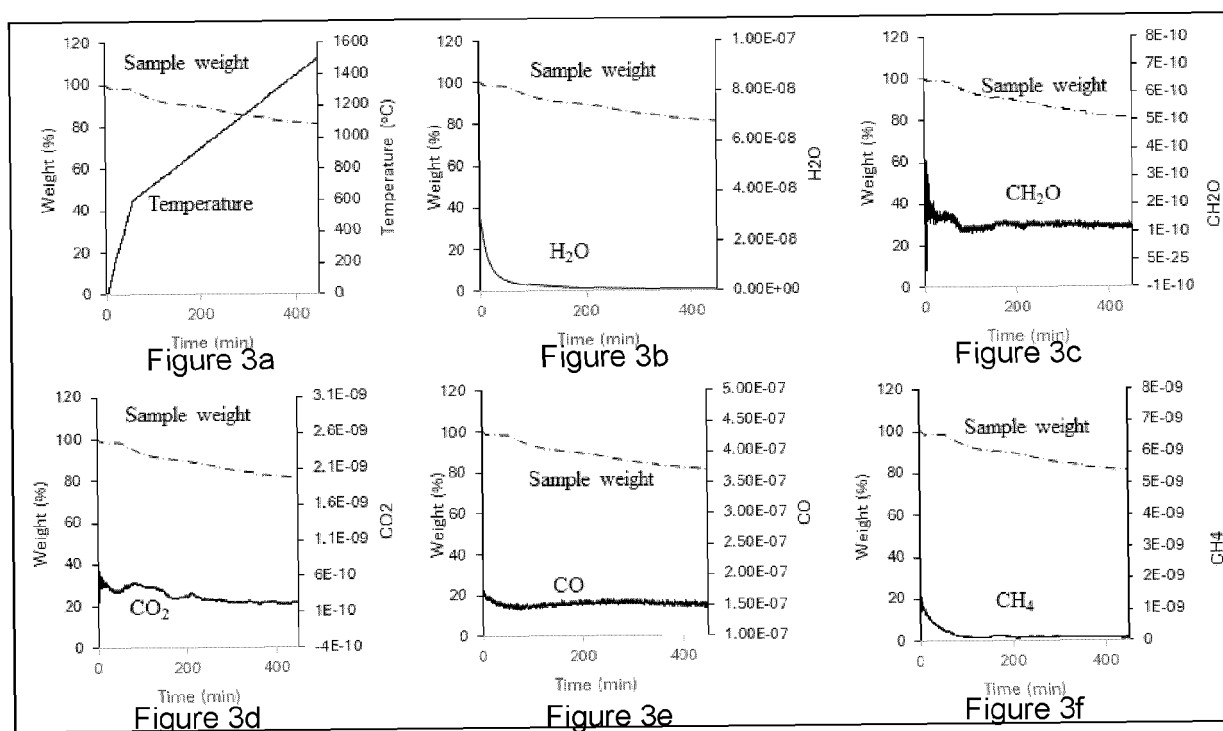 120
100
80
60
40
20
0
Weight (%)
Sample weight
Temperature
1600
1400
1200
1000
800
600
400
200
0
Temperature (°C)
0 200 400
Time (min)
Figure 3a
120
100
80
60
40
20
0
Weight (%)
Sample weight
H2O
1.00E-07
8.00E-08
6.00E-08
4.00E-08
2.00E-08
0.00E+00
H2O
0 200 400
Time (min)
Figure 3b
120
100
80
60
40
20
0
Weight (%)
Sample weight
CH2O
8E-10
7E-10
6E-10
5E-10
4E-10
3E-10
2E-10
1E-10
5E-25
-1E-10
CH2O
0 200 400
Time (min)
Figure 3c
120
100
80
60
40
20
0
Weight (%)
Sample weight
CO2
3.1E-09
2.6E-09
2.1E-09
1.6E-09
1.1E-09
6E-10
1E-10
-4E-10
CO2
0 200 400
Time (min)
Figure 3d
120
100
80
60
40
20
0
Weight (%)
Sample weight
CO
5.00E-07
4.50E-07
4.00E-07
3.50E-07
3.00E-07
2.50E-07
2.00E-07
1.50E-07
1.00E-07
CO
0 200 400
Time (min)
Figure 3e
120
100
80
60
40
20
0
Weight (%)
Sample weight
CH4
8E-09
7E-09
6E-09
5E-09
4E-09
3E-09
2E-09
1E-09
0
CH4
0 200 400
Time (min)
Figure 3f